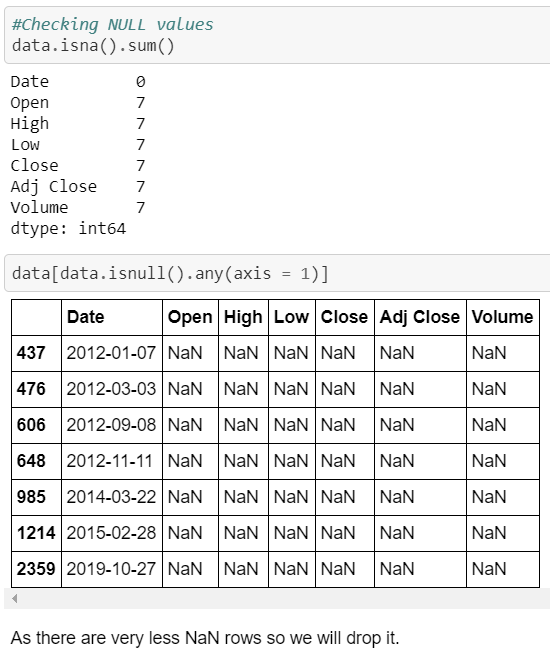 #Checking NULL values
data.isna().sum()
Date 0
Open 7
High 7
Low 7
Close 7
Adj Close 7
Volume 7
dtype: int64
data[data.isnull().any(axis = 1)]
Date Open High Low Close Adj Close Volume
437 2012-01-07 NaN NaN NaN NaN NaN NaN
476 2012-03-03 NaN NaN NaN NaN NaN NaN
606 2012-09-08 NaN NaN NaN NaN NaN NaN
648 2012-11-11 NaN NaN NaN NaN NaN NaN
985 2014-03-22 NaN NaN NaN NaN NaN NaN
1214 2015-02-28 NaN NaN NaN NaN NaN NaN
2359 2019-10-27 NaN NaN NaN NaN NaN NaN
As there are very less NaN rows so we will drop it.